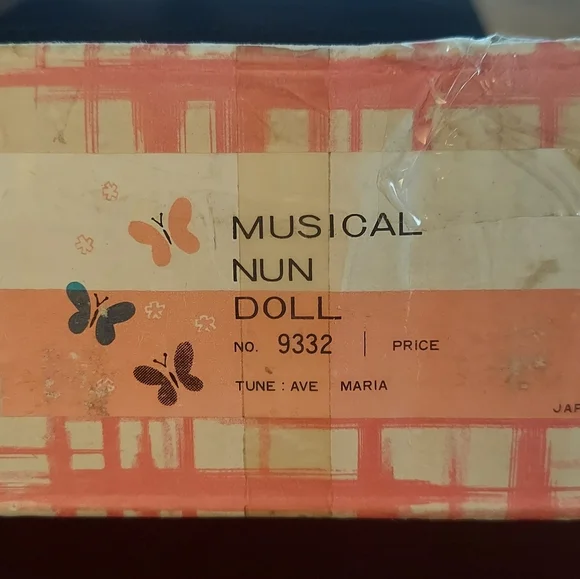 MUSICAL
NUN
DOLL
NO. 9332 | PRICE
TUNE : AVE MARIA